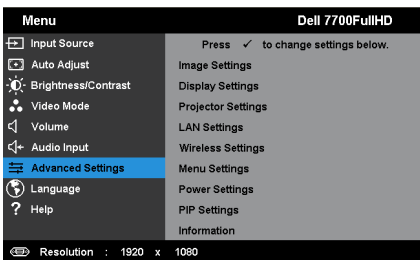 Menu Dell 7700FullHD
Input Source Press ✓ to change settings below.
Auto Adjust Image Settings
Brightness/Contrast Display Settings
Video Mode Projector Settings
Volume LAN Settings
Audio Input Wireless Settings
Advanced Settings Menu Settings
Language Power Settings
? Help PIP Settings
Information
Resolution : 1920 x 1080